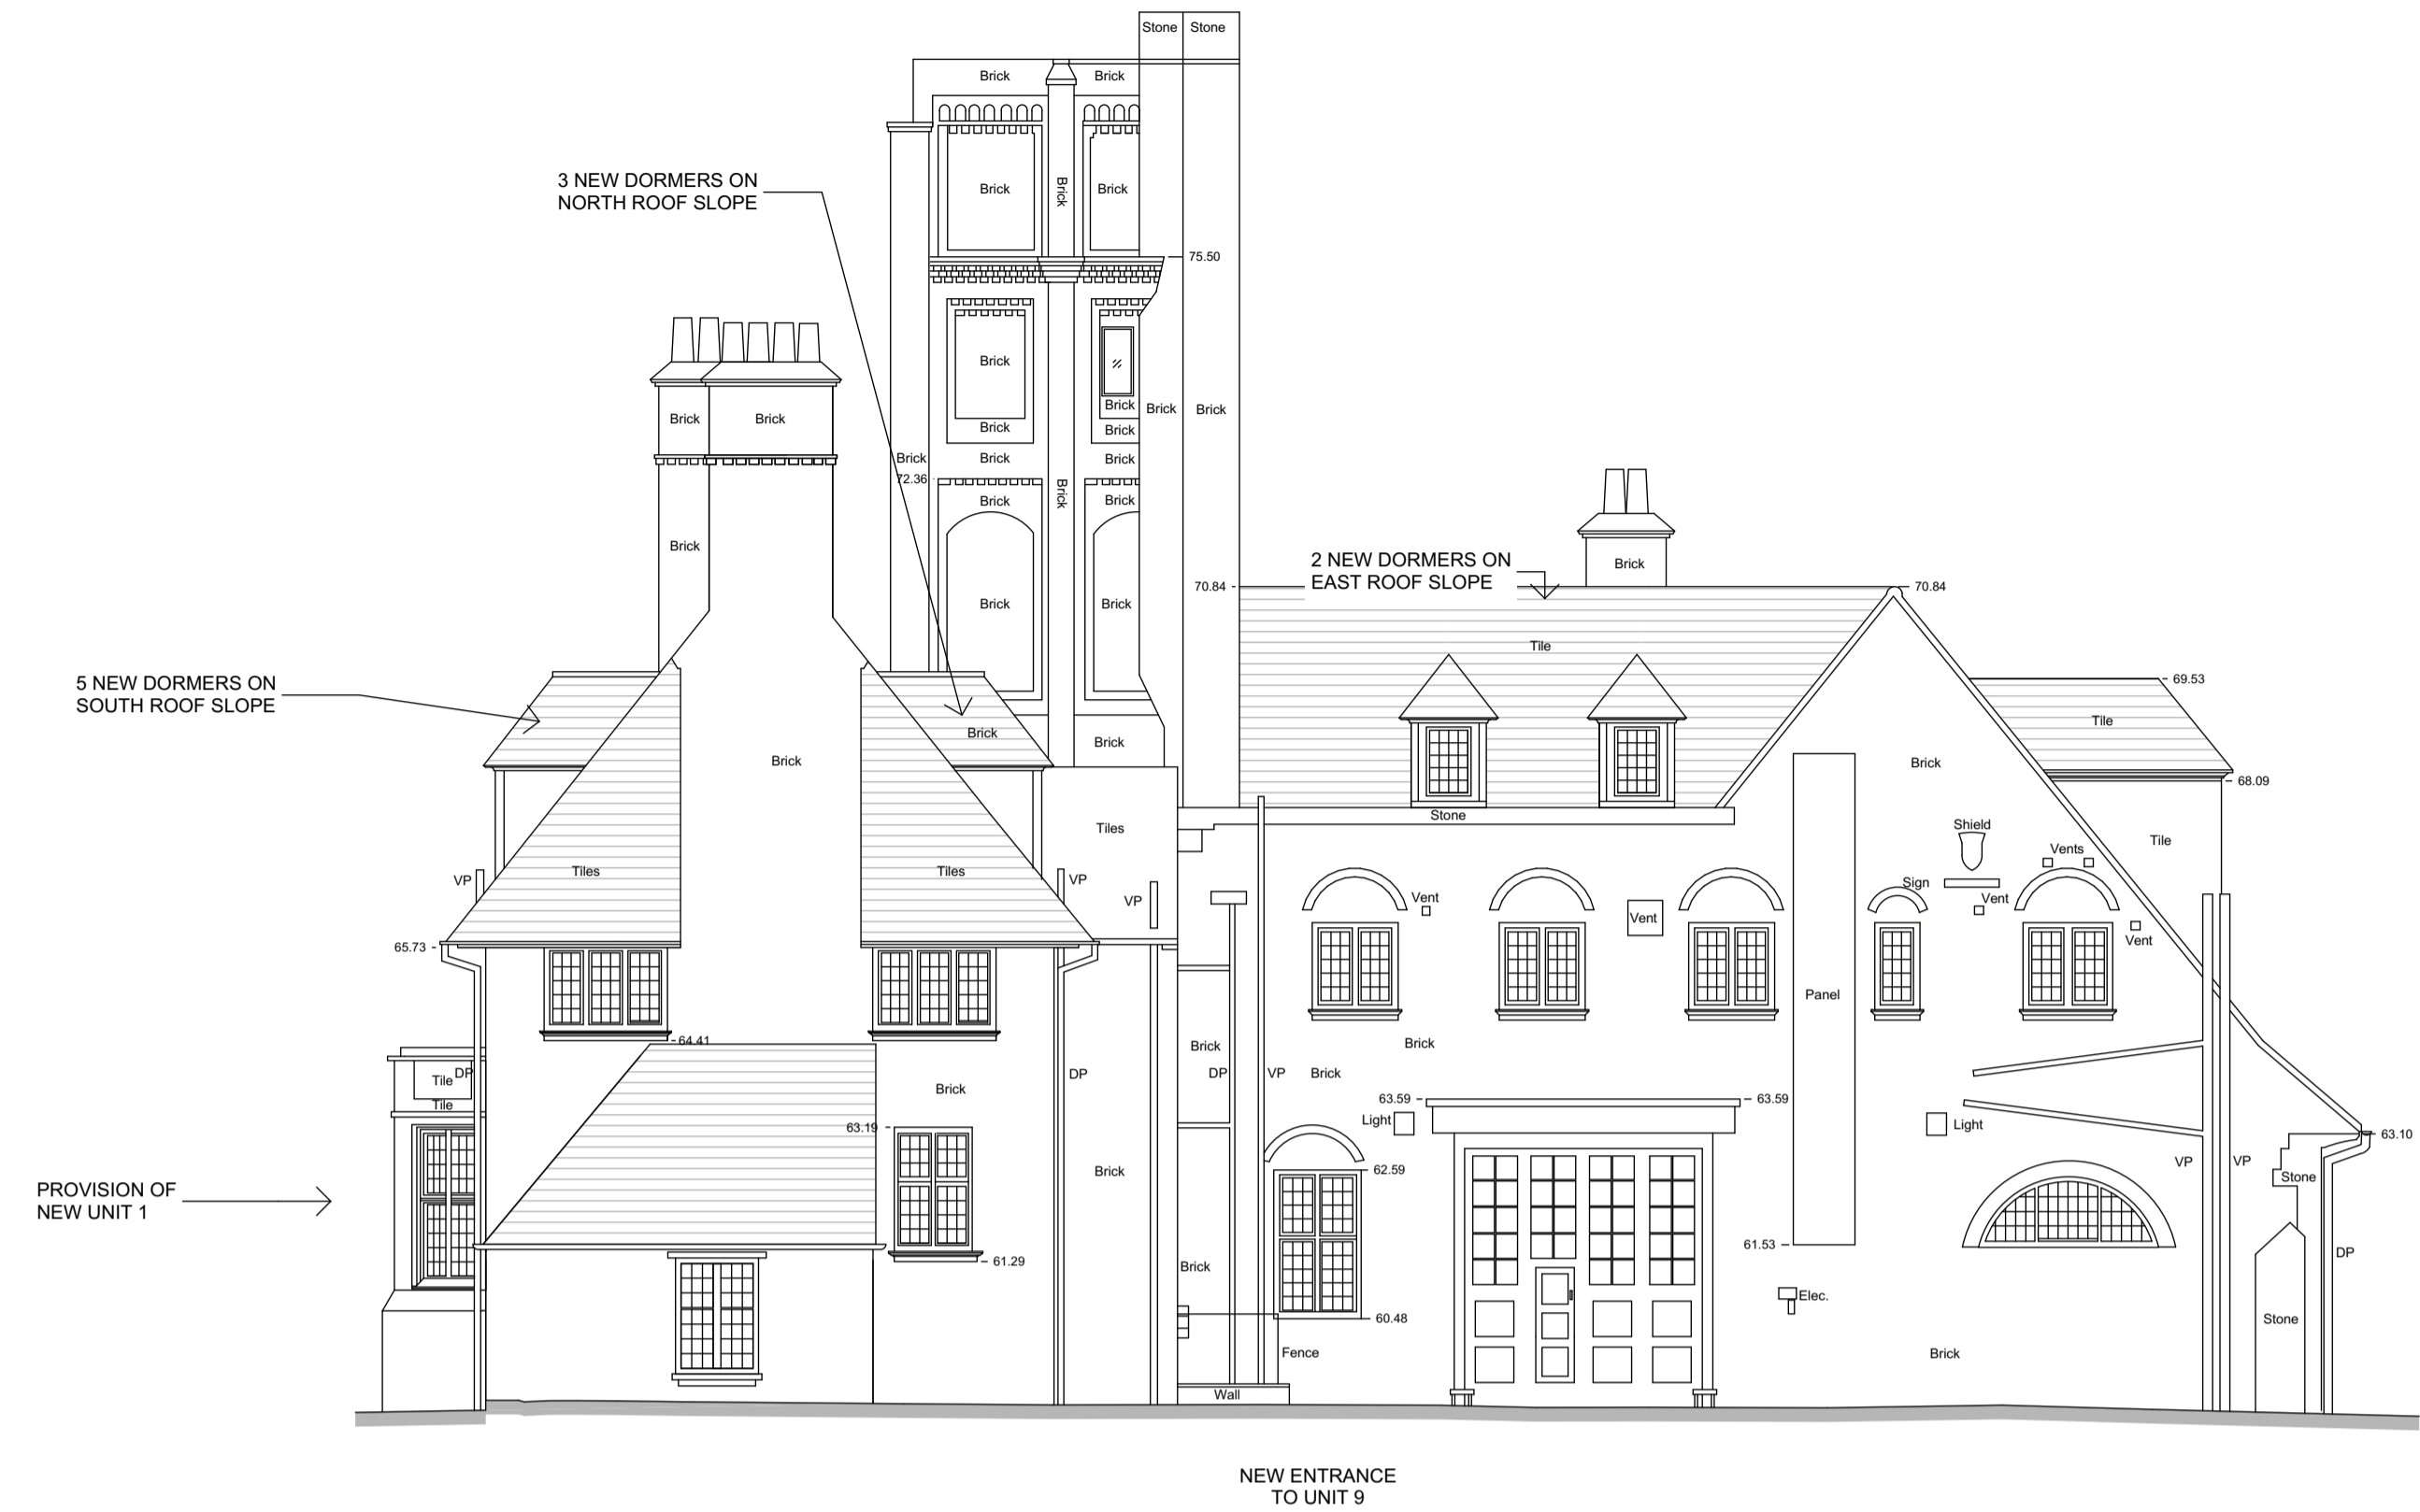 Stone Stone
Brick Brick
3 NEW DORMERS ON
NORTH ROOF SLOPE
Brick Brick Brick
75.50
Brick
Brick
Brick Brick
Brick Brick
Brick Brick
Brick Brick
Brick Brick Brick
72.36
Brick
Brick Brick
Brick
2 NEW DORMERS ON
EAST ROOF SLOPE
Brick
70.84
70.84
Brick Brick
Tile
5 NEW DORMERS ON
SOUTH ROOF SLOPE
69.53
Tile
Brick
Brick
Brick
Brick
68.09
Stone
Tiles
Shield
Tile
Vents
Tiles
Tiles
VP
VP
VP
Vent
Sign
Vent
Vent
Vent
65.73
Panel
64.41
Brick
Brick
Tile
DP
Brick
DP
DP
VP
Brick
Tile
63.59
63.59
Light
Light
63.19
63.10
Brick
62.59
VP
VP
Stone
PROVISION OF
NEW UNIT 1
61.53
DP
61.29
Brick
Elec.
60.48
Stone
Fence
Brick
Wall
NEW ENTRANCE
TO UNIT 9